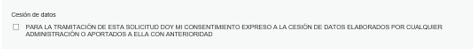 Cesión de datos
PARA LA TRAMITACIÓN DE ESTA SOLICITUD DOY MI CONSENTIMIENTO EXPRESO A LA CESIÓN DE DATOS ELABORADOS POR CUALQUIER
ADMINISTRACIÓN O APORTADOS A ELLA CON ANTERIORIDAD